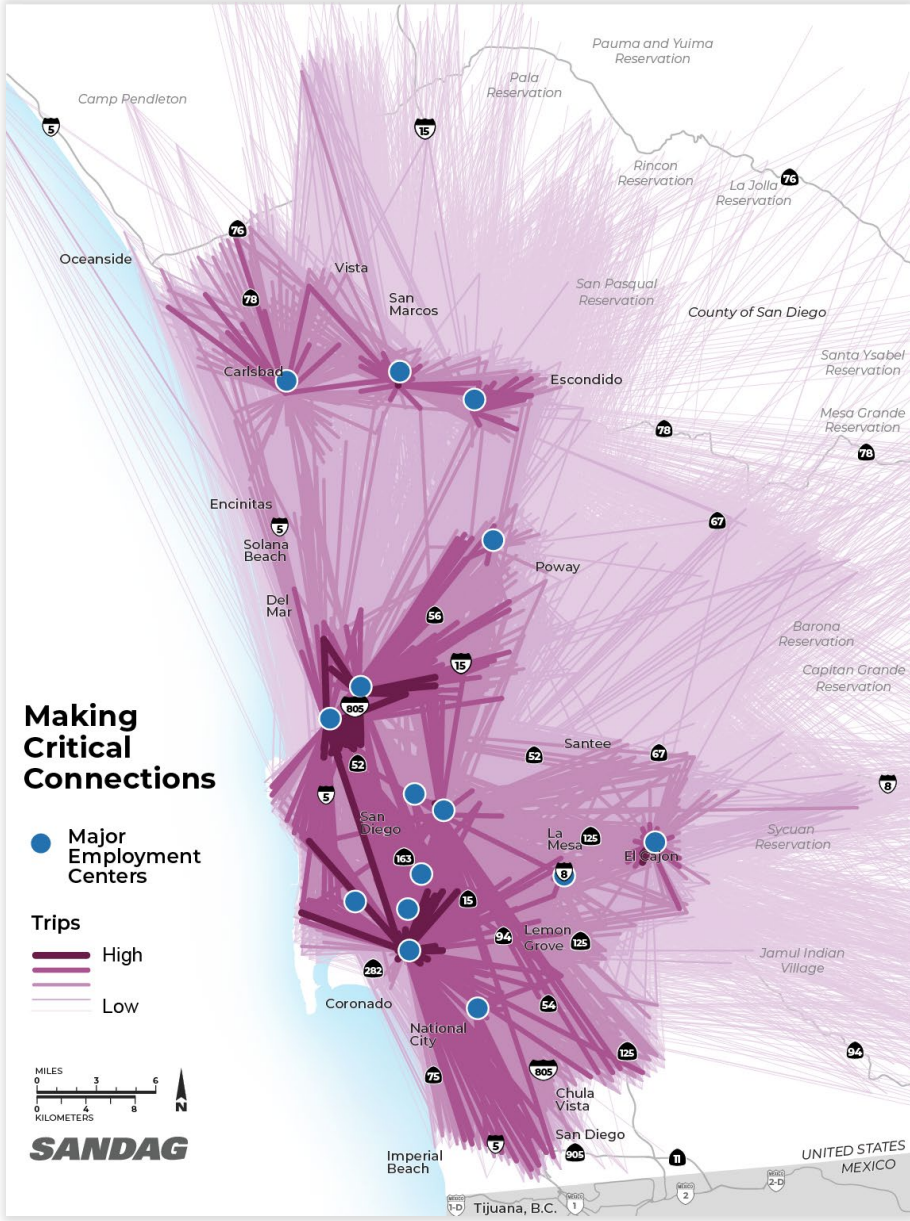 Pauma and Yuima
Reservation
Pala
Reservation
Camp Pendleton
5
15
Rincon
Reservation
76
La Jolla
Reservation
76
Oceanside
Vista
78
San
Marcos
San Pasqual
Reservation
County of San Diego
Santa Ysabel
Reservation
Carlsbad
Escondido
Mesa Grande
Reservation
78
78
Encinitas
5
67
Solana
Beach
Poway
Del
Mar
56
Barona
Reservation
15
Capitan Grande
Reservation
805
Making
Critical
Connections
52
Santee
52
67
5
8
San
Diego
La
Mesa
125
Sycuan
Reservation
163
El Cajon
8
15
Major
Employment
Centers
Trips
High
Low
94
Lemon
Grove
125
Jamul Indian
Village
282
Coronado
54
National
City
125
94
805
75
Chula
Vista
MILES
0 3 6
0 4 8
KILOMETERS
N
SANDAG
San Diego
5
905
11
Imperial
Beach
UNITED STATES
MEXICO
MEXICO
1-D
Tijuana, B.C.
MEXICO
1
MEXICO
2
MEXICO
2-D